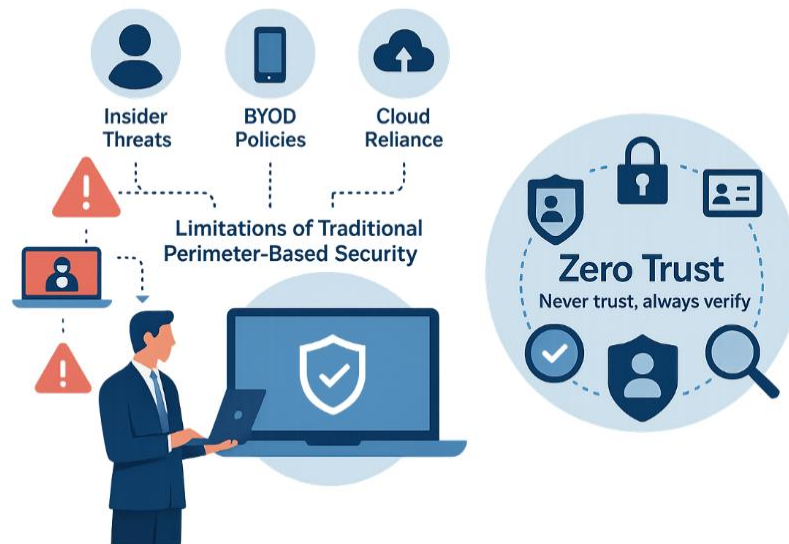 Insider
Threats
BYOD
Policies
Cloud
Reliance
Limitations of Traditional
Perimeter-Based Security
Zero Trust
Never trust, always verify